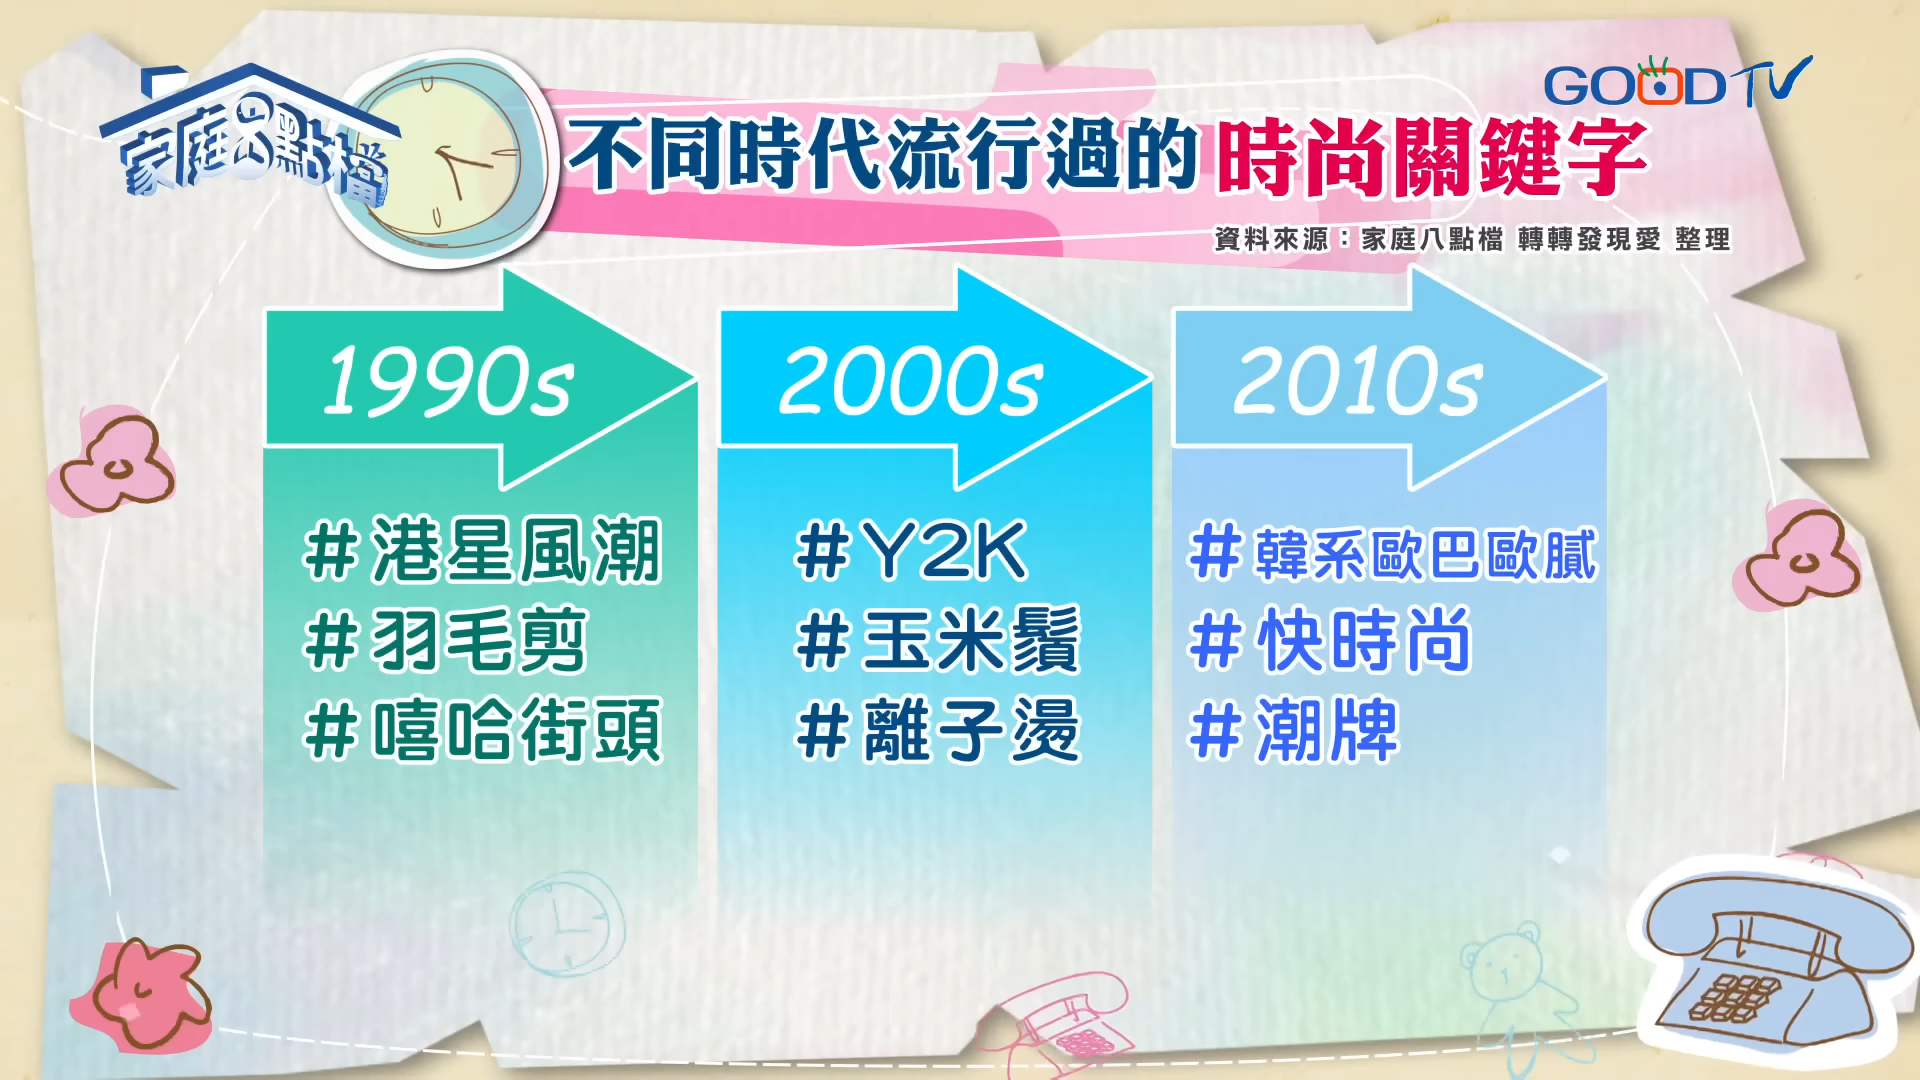 家庭8點檔
GOODTV
不同時代流行過的時尚關鍵字
資料來源：家庭八點檔 轉轉發現愛 整理
1990s
#港星風潮
#羽毛剪
#嘻哈街頭
2000s
#Y2K
#玉米鬚
#離子燙
2010s
#韓系歐巴歐膩
#快時尚
#潮牌